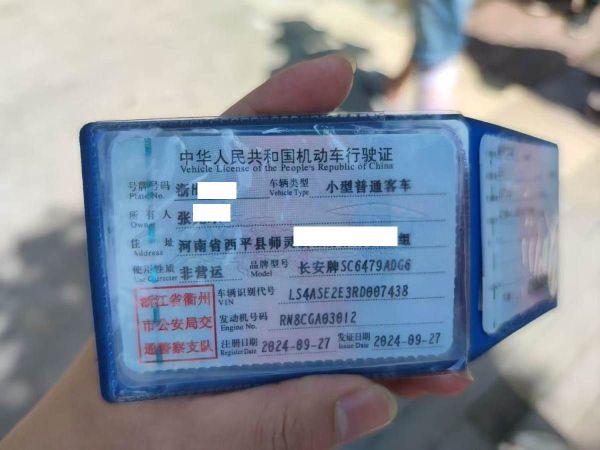 中华人民共和国机动车行驶证
Vehicle License of the People's Republic of China
号牌号码 浙 车辆类型 小型普通客车
Plate No. Vehicle Type
所有人 张
Owner
住址 河南省西平县师灵 组
Address
使用性质 非营运 品牌型号 长安牌SC6479ADG6
Use Character Model
浙江省衢州
市公安局交
通警察支队
车辆识别代号 LS4ASE2E3RD007438
VIN
发动机号码 RN8CGA03012
Engine No.
注册日期 2024-09-27 发证日期 2024-09-27
Register Date Issue Date